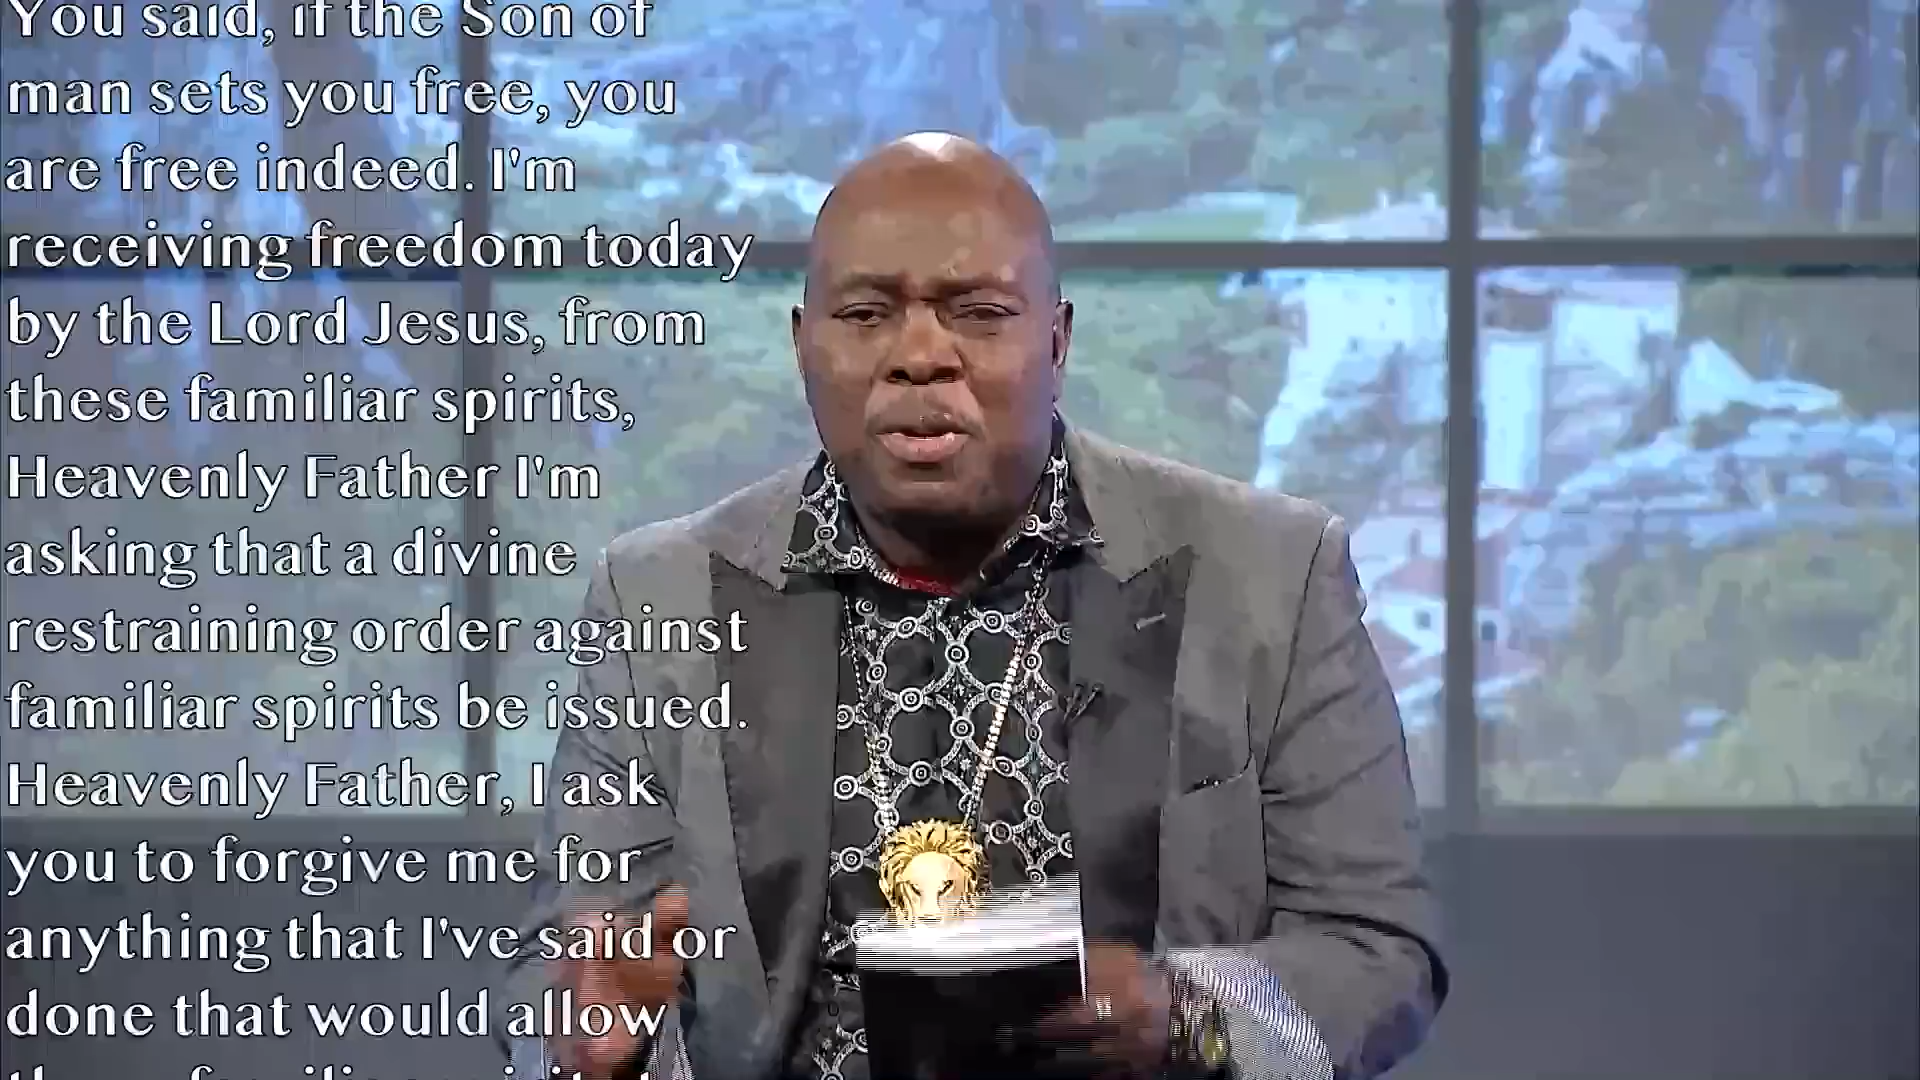 You said, if the Son of
man sets you free, you
are free indeed. I'm
receiving freedom today
by the Lord Jesus, from
these familiar spirits,
Heavenly Father I'm
asking that a divine
restraining order against
familiar spirits be issued.
Heavenly Father, I ask
you to forgive me for
anything that I've said or
done that would allow